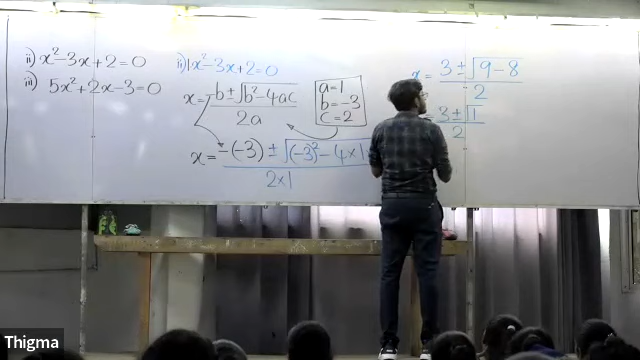 ii) x² - 3x + 2 = 0
iii) 5x² + 2x - 3 = 0
ii) 1x² - 3x + 2 = 0
x = -b ± √b² - 4ac / 2a
a = 1
b = -3
c = 2
x = -(-3) ± √(-3)² - 4 × 1 / 2×1
x = 3 ± √9 - 8 / 2
= 3 ± √1 / 2
Thigma